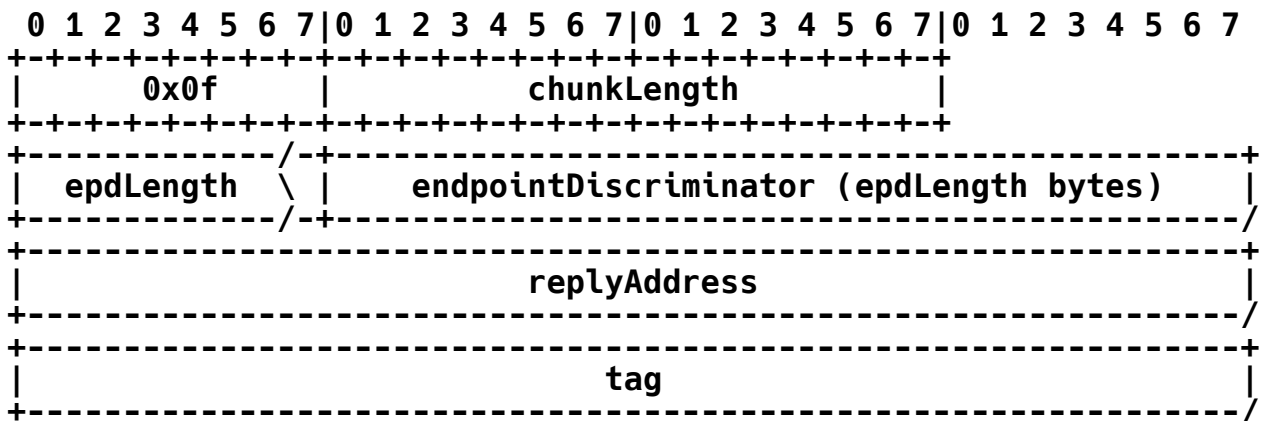 0 1 2 3 4 5 6 7|0 1 2 3 4 5 6 7|0 1 2 3 4 5 6 7|0 1 2 3 4 5 6 7
+-+-+-+-+-+-+-+-+-+-+-+-+-+-+-+-+-+-+-+-+-+-+-+-+
|      0x0f     |          chunkLength          |
+-+-+-+-+-+-+-+-+-+-+-+-+-+-+-+-+-+-+-+-+-+-+-+-+
+-------------/-+-----------------------------------------------+
|  epdLength  \ |    endpointDiscriminator (epdLength bytes)    |
+-------------/-+-----------------------------------------------/
+---------------------------------------------------------------+
|                          replyAddress                         |
+---------------------------------------------------------------/
+---------------------------------------------------------------+
|                              tag                              |
+---------------------------------------------------------------/